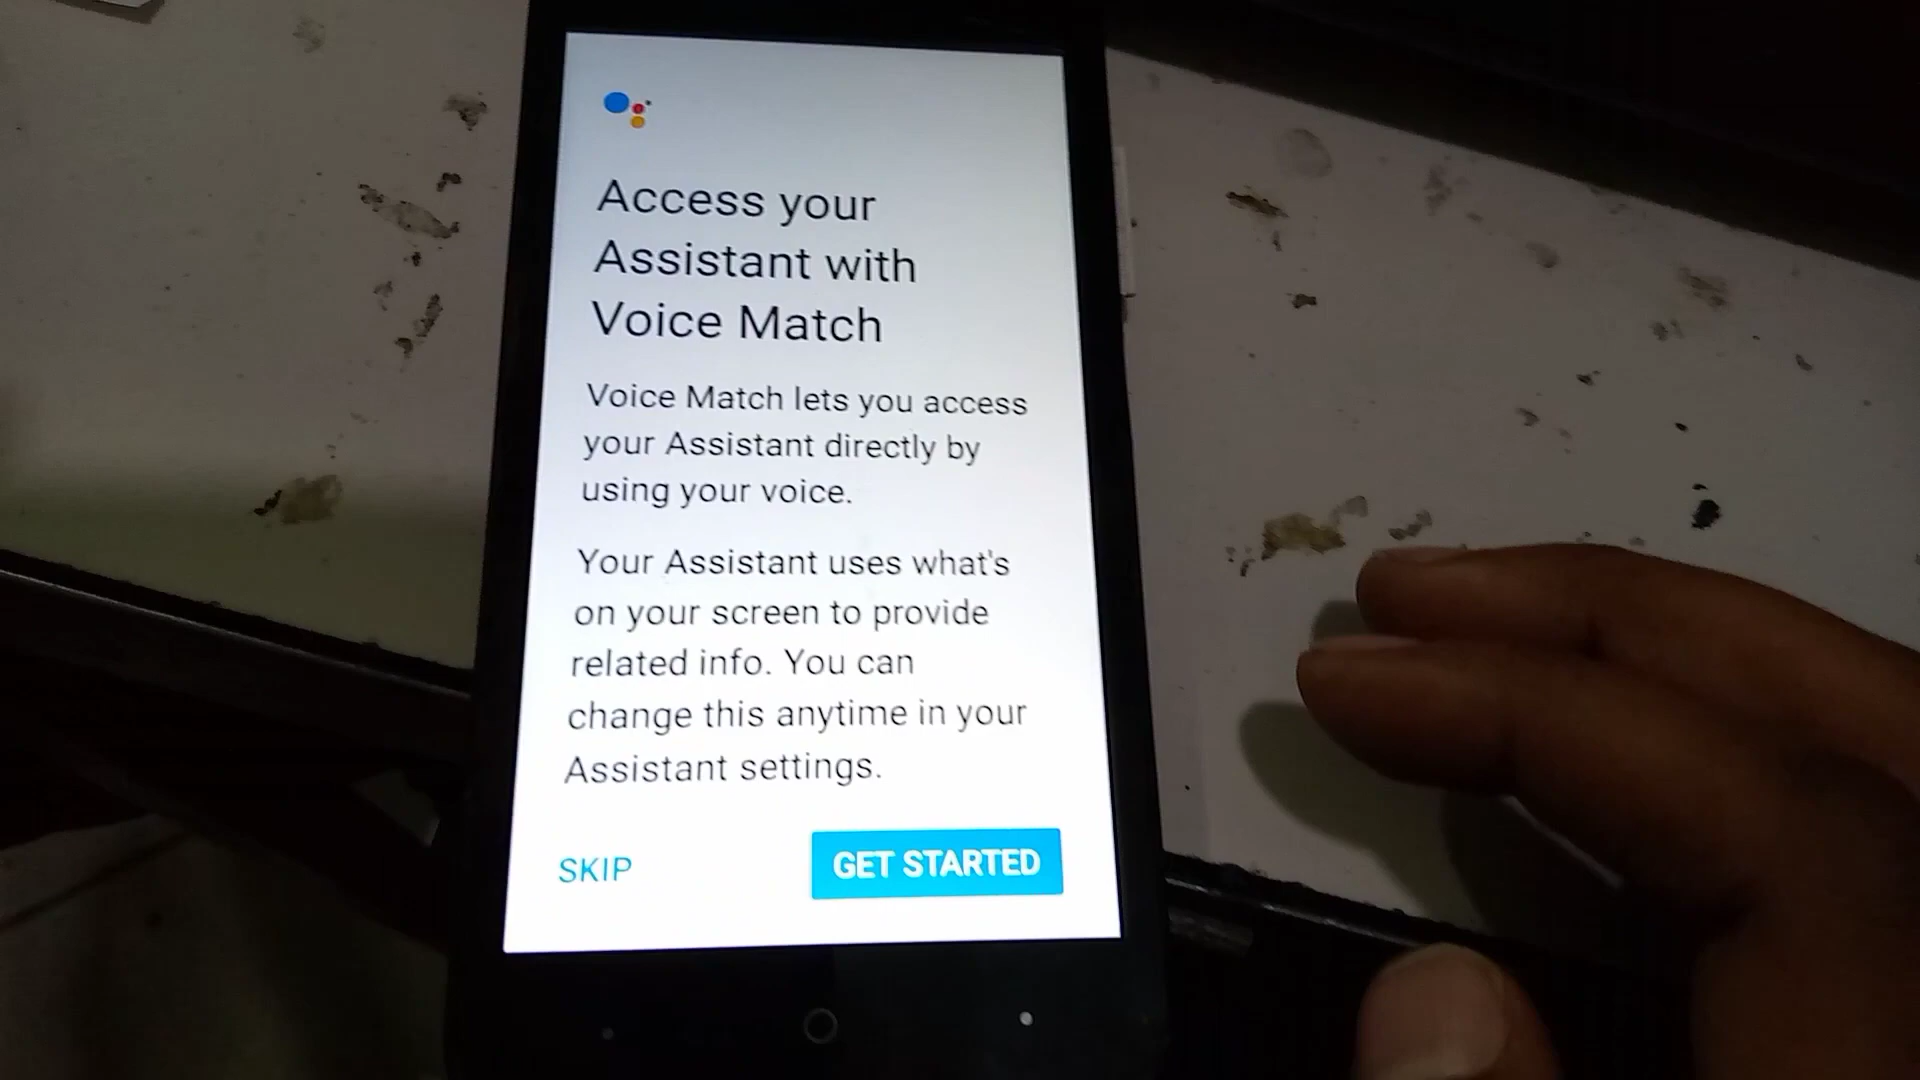 Access your
Assistant with
Voice Match
Voice Match lets you access
your Assistant directly by
using your voice.
Your Assistant uses what's
on your screen to provide
related info. You can
change this anytime in your
Assistant settings.
SKIP
GET STARTED